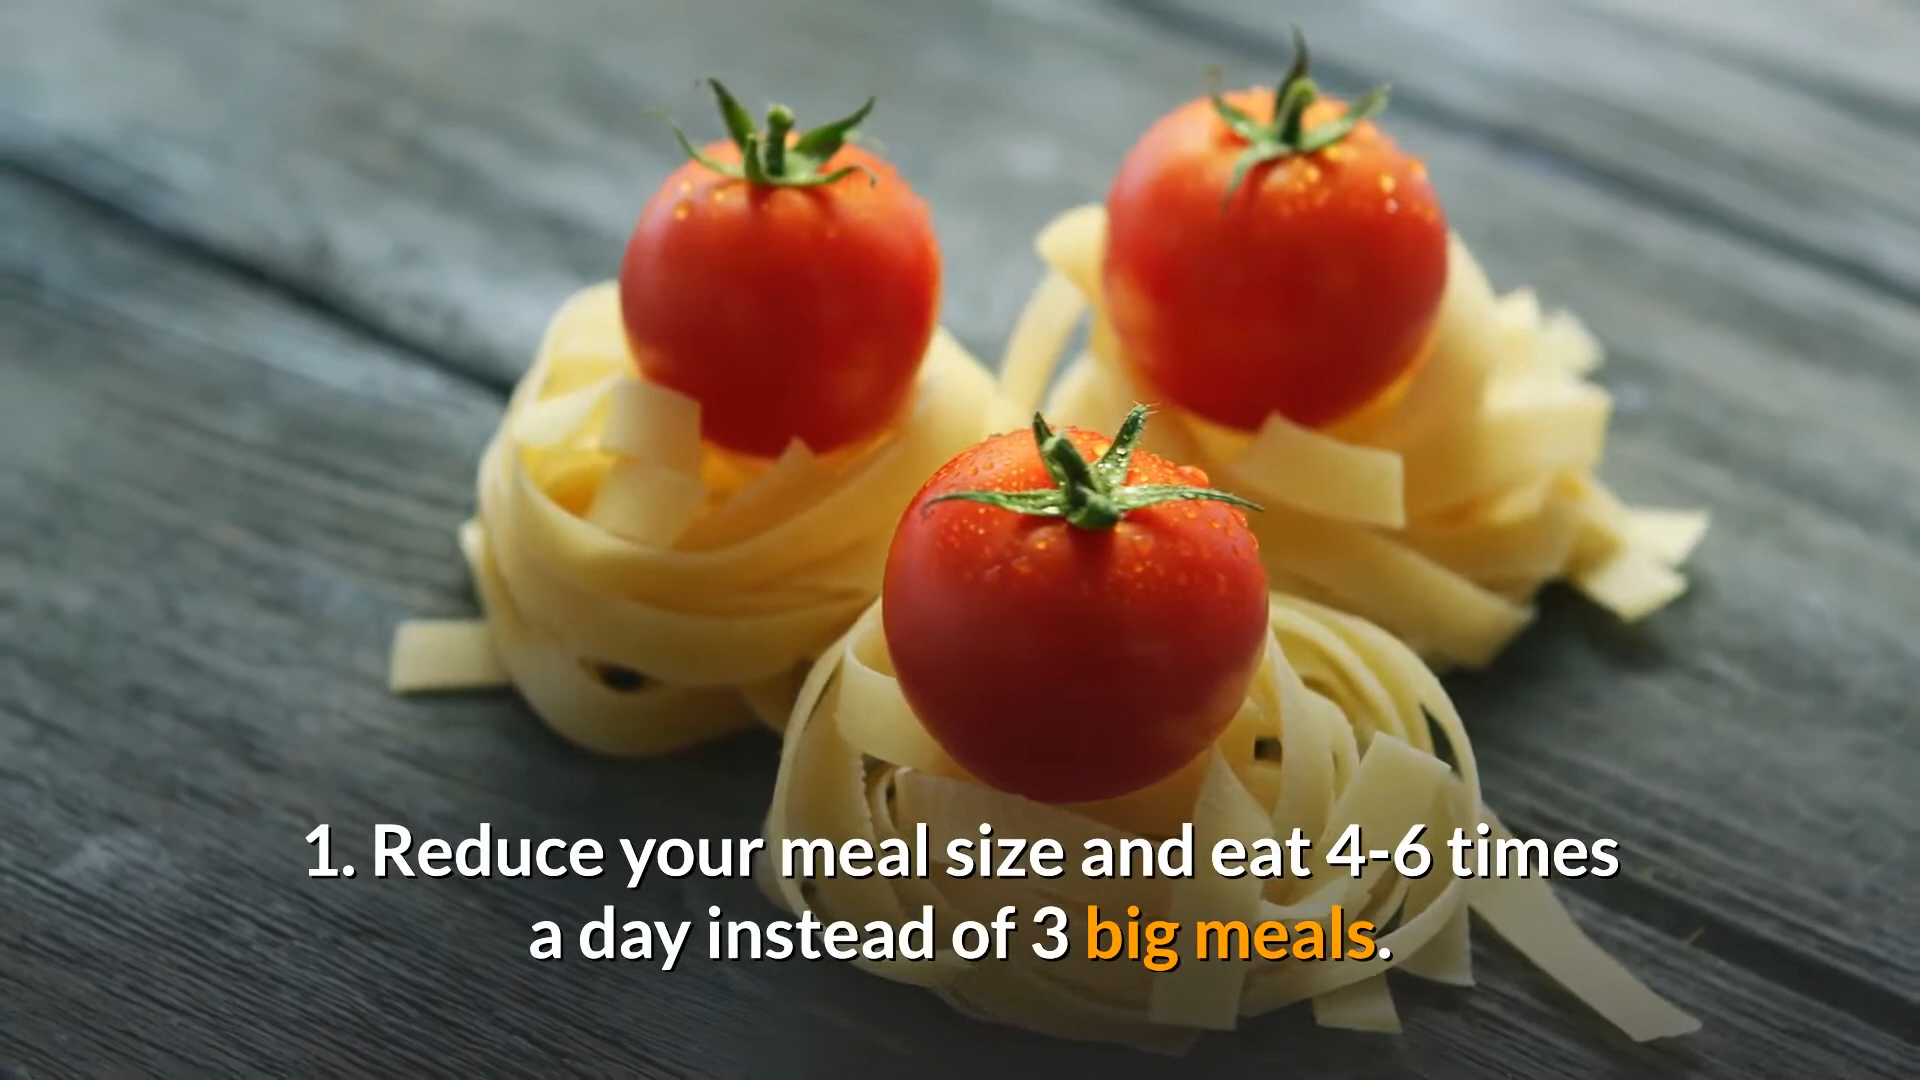 1. Reduce your meal size and eat 4-6 times
a day instead of 3 big meals.